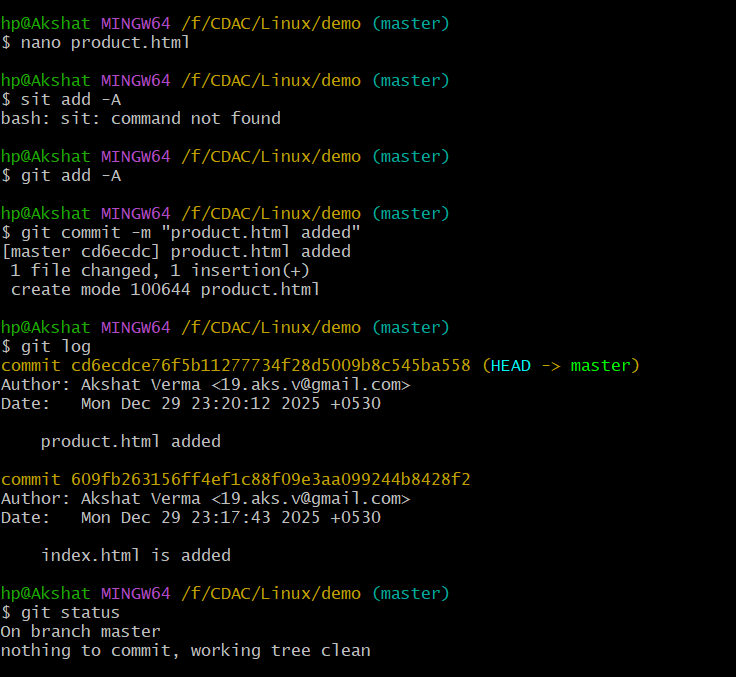 hp@Akshat MINGW64 /f/CDAC/Linux/demo (master)
$ nano product.html
hp@Akshat MINGW64 /f/CDAC/Linux/demo (master)
$ sit add -A
bash: sit: command not found
hp@Akshat MINGW64 /f/CDAC/Linux/demo (master)
$ git add -A
hp@Akshat MINGW64 /f/CDAC/Linux/demo (master)
$ git commit -m "product.html added"
[master cd6ecdc] product.html added
 1 file changed, 1 insertion(+)
 create mode 100644 product.html
hp@Akshat MINGW64 /f/CDAC/Linux/demo (master)
$ git log
commit cd6ecdce76f5b11277734f28d5009b8c545ba558 (HEAD -> master)
Author: Akshat Verma <19.aks.v@gmail.com>
Date:   Mon Dec 29 23:20:12 2025 +0530
    product.html added
commit 609fb263156ff4ef1c88f09e3aa099244b8428f2
Author: Akshat Verma <19.aks.v@gmail.com>
Date:   Mon Dec 29 23:17:43 2025 +0530
    index.html is added
hp@Akshat MINGW64 /f/CDAC/Linux/demo (master)
$ git status
On branch master
nothing to commit, working tree clean